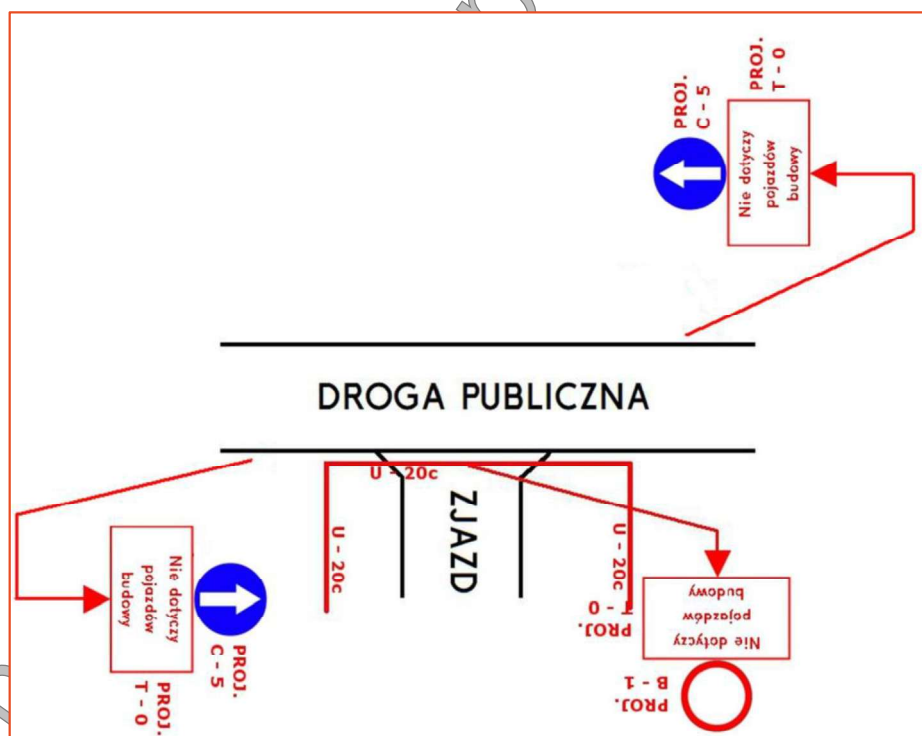 PROJ.
C - 5
PROJ.
T - 0
Nie dotyczy
pojazdów
budowy
DROGA PUBLICZNA
U - 20c
ZJAZD
U - 20c
U - 20c
Nie dotyczy
pojazdów
budowy
PROJ.
C - 5
PROJ.
T - 0
PROJ.
T - 0
Nie dotyczy
pojazdów
budowy
PROJ.
B - 1